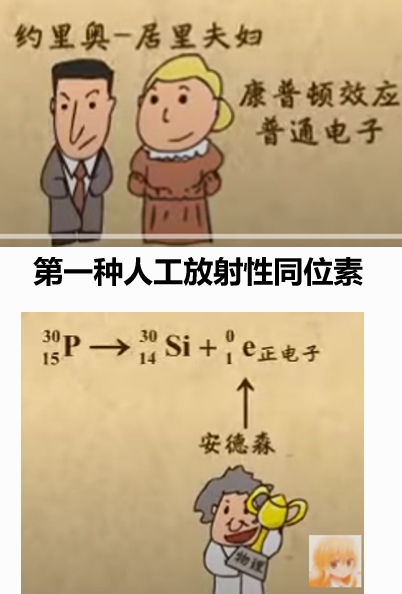 约里奥-居里夫妇
康普顿效应
普通电子
第一种人工放射性同位素
³⁰₁₅P → ³⁰₁₄Si + ⁰₁e正电子
安德森
物理